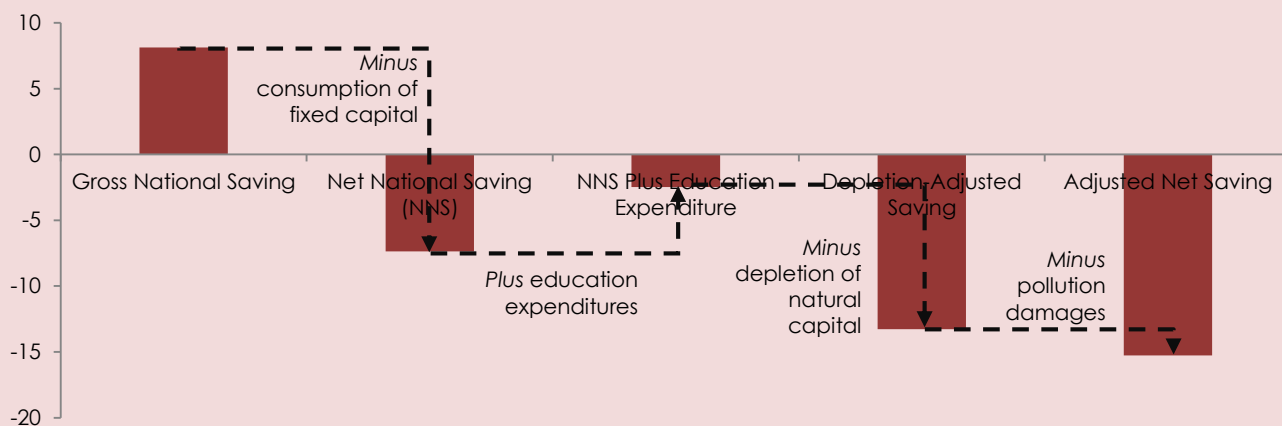 10
5
0
-5
-10
-15
-20
Gross National Saving
Net National Saving
(NNS)
NNS Plus Education
Expenditure
Depletion-Adjusted
Saving
Adjusted Net Saving
Minus
consumption of
fixed capital
Plus education
expenditures
Minus
depletion of
natural
capital
Minus
pollution
damages